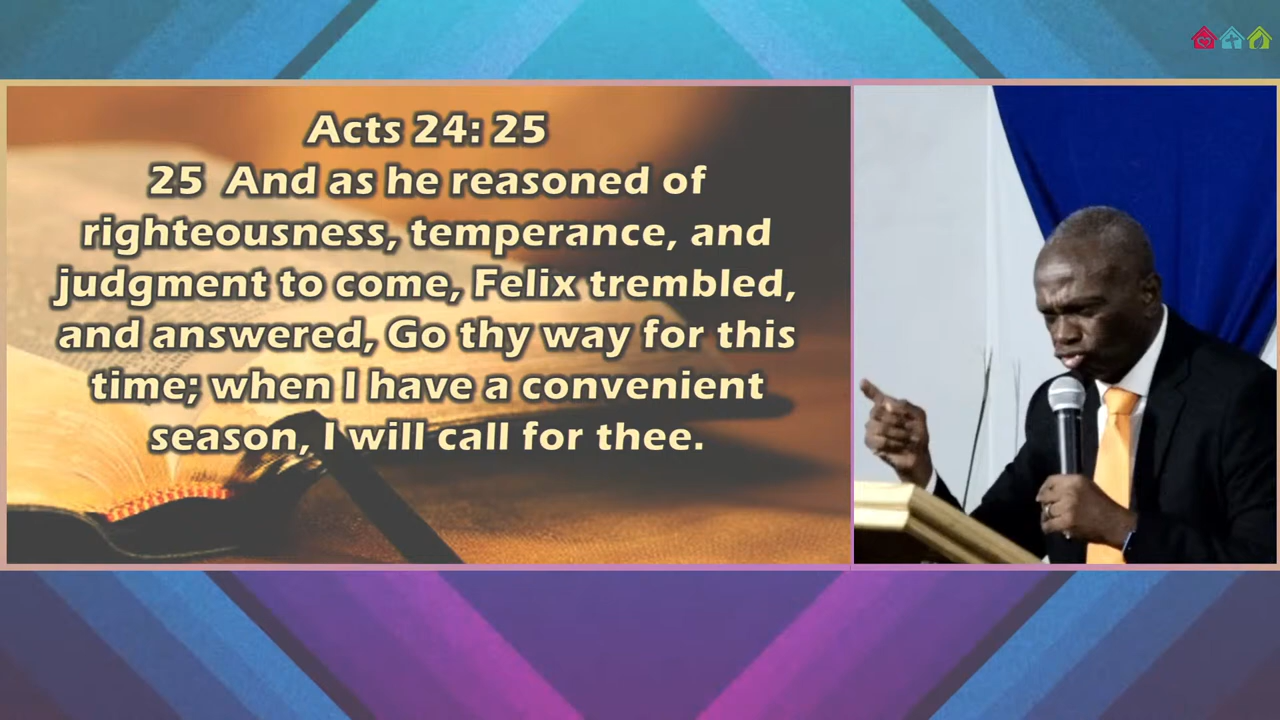 Acts 24: 25
25 And as he reasoned of
righteousness, temperance, and
judgment to come, Felix trembled,
and answered, Go thy way for this
time; when I have a convenient
season, I will call for thee.